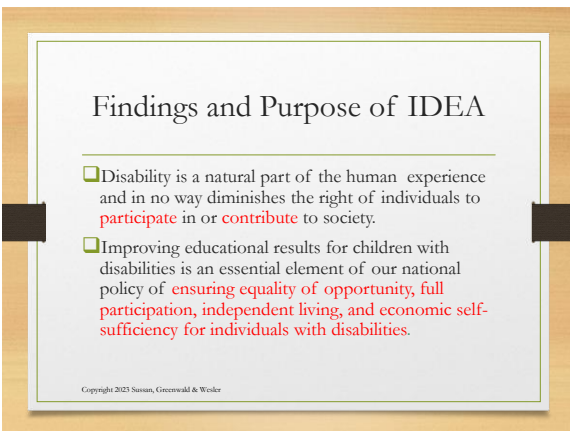 Findings and Purpose of IDEA
Disability is a natural part of the human experience
and in no way diminishes the right of individuals to
participate in or contribute to society.
Improving educational results for children with
disabilities is an essential element of our national
policy of ensuring equality of opportunity, full
participation, independent living, and economic self-
sufficiency for individuals with disabilities.
Copyright 2023 Sussan, Greenwald & Wesler